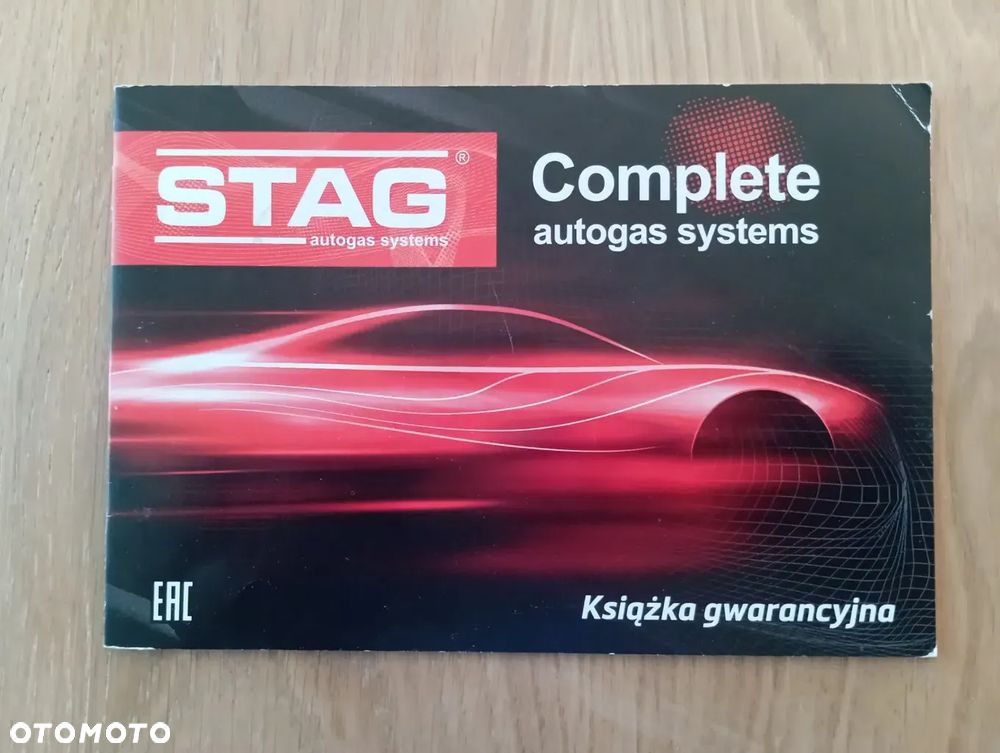 STAG®
autogas systems
Complete
autogas systems
EAC
Książka gwarancyjna
OTOMOTO